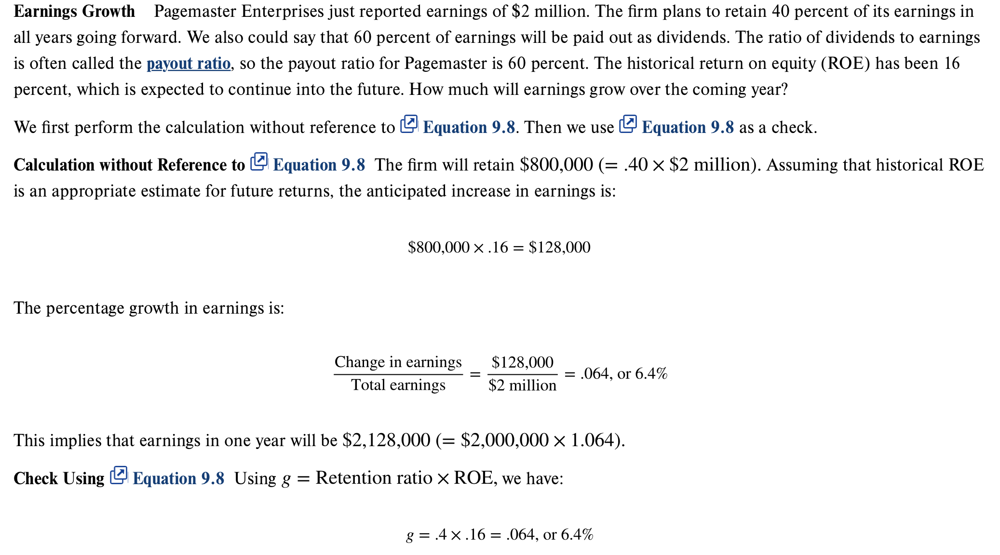 Earnings Growth Pagemaster Enterprises just reported earnings of $2 million. The firm plans to retain 40 percent of its earnings in
all years going forward. We also could say that 60 percent of earnings will be paid out as dividends. The ratio of dividends to earnings
is often called the payout ratio, so the payout ratio for Pagemaster is 60 percent. The historical return on equity (ROE) has been 16
percent, which is expected to continue into the future. How much will earnings grow over the coming year?
We first perform the calculation without reference to Equation 9.8. Then we use Equation 9.8 as a check.
Calculation without Reference to Equation 9.8 The firm will retain $800,000 (= .40 × $2 million). Assuming that historical ROE
is an appropriate estimate for future returns, the anticipated increase in earnings is:
$800,000 × .16 = $128,000
The percentage growth in earnings is:
Change in earnings / Total earnings = $128,000 / $2 million = .064, or 6.4%
This implies that earnings in one year will be $2,128,000 (= $2,000,000 × 1.064).
Check Using Equation 9.8 Using g = Retention ratio × ROE, we have:
g = .4 × .16 = .064, or 6.4%